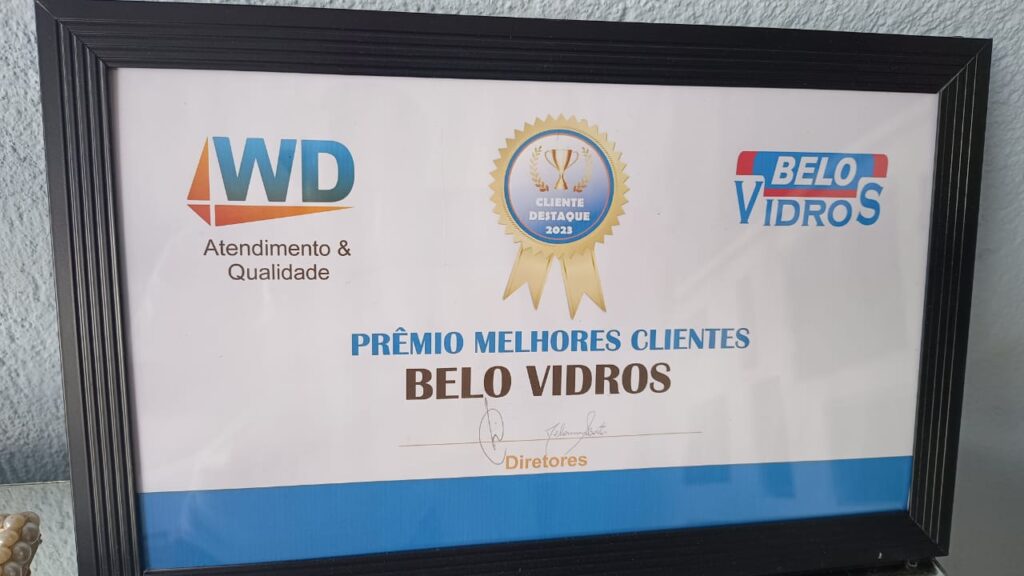 WD
Atendimento &
Qualidade
CLIENTE
DESTAQUE
2023
BELO
VIDROS
PRÊMIO MELHORES CLIENTES
BELO VIDROS
Diretores